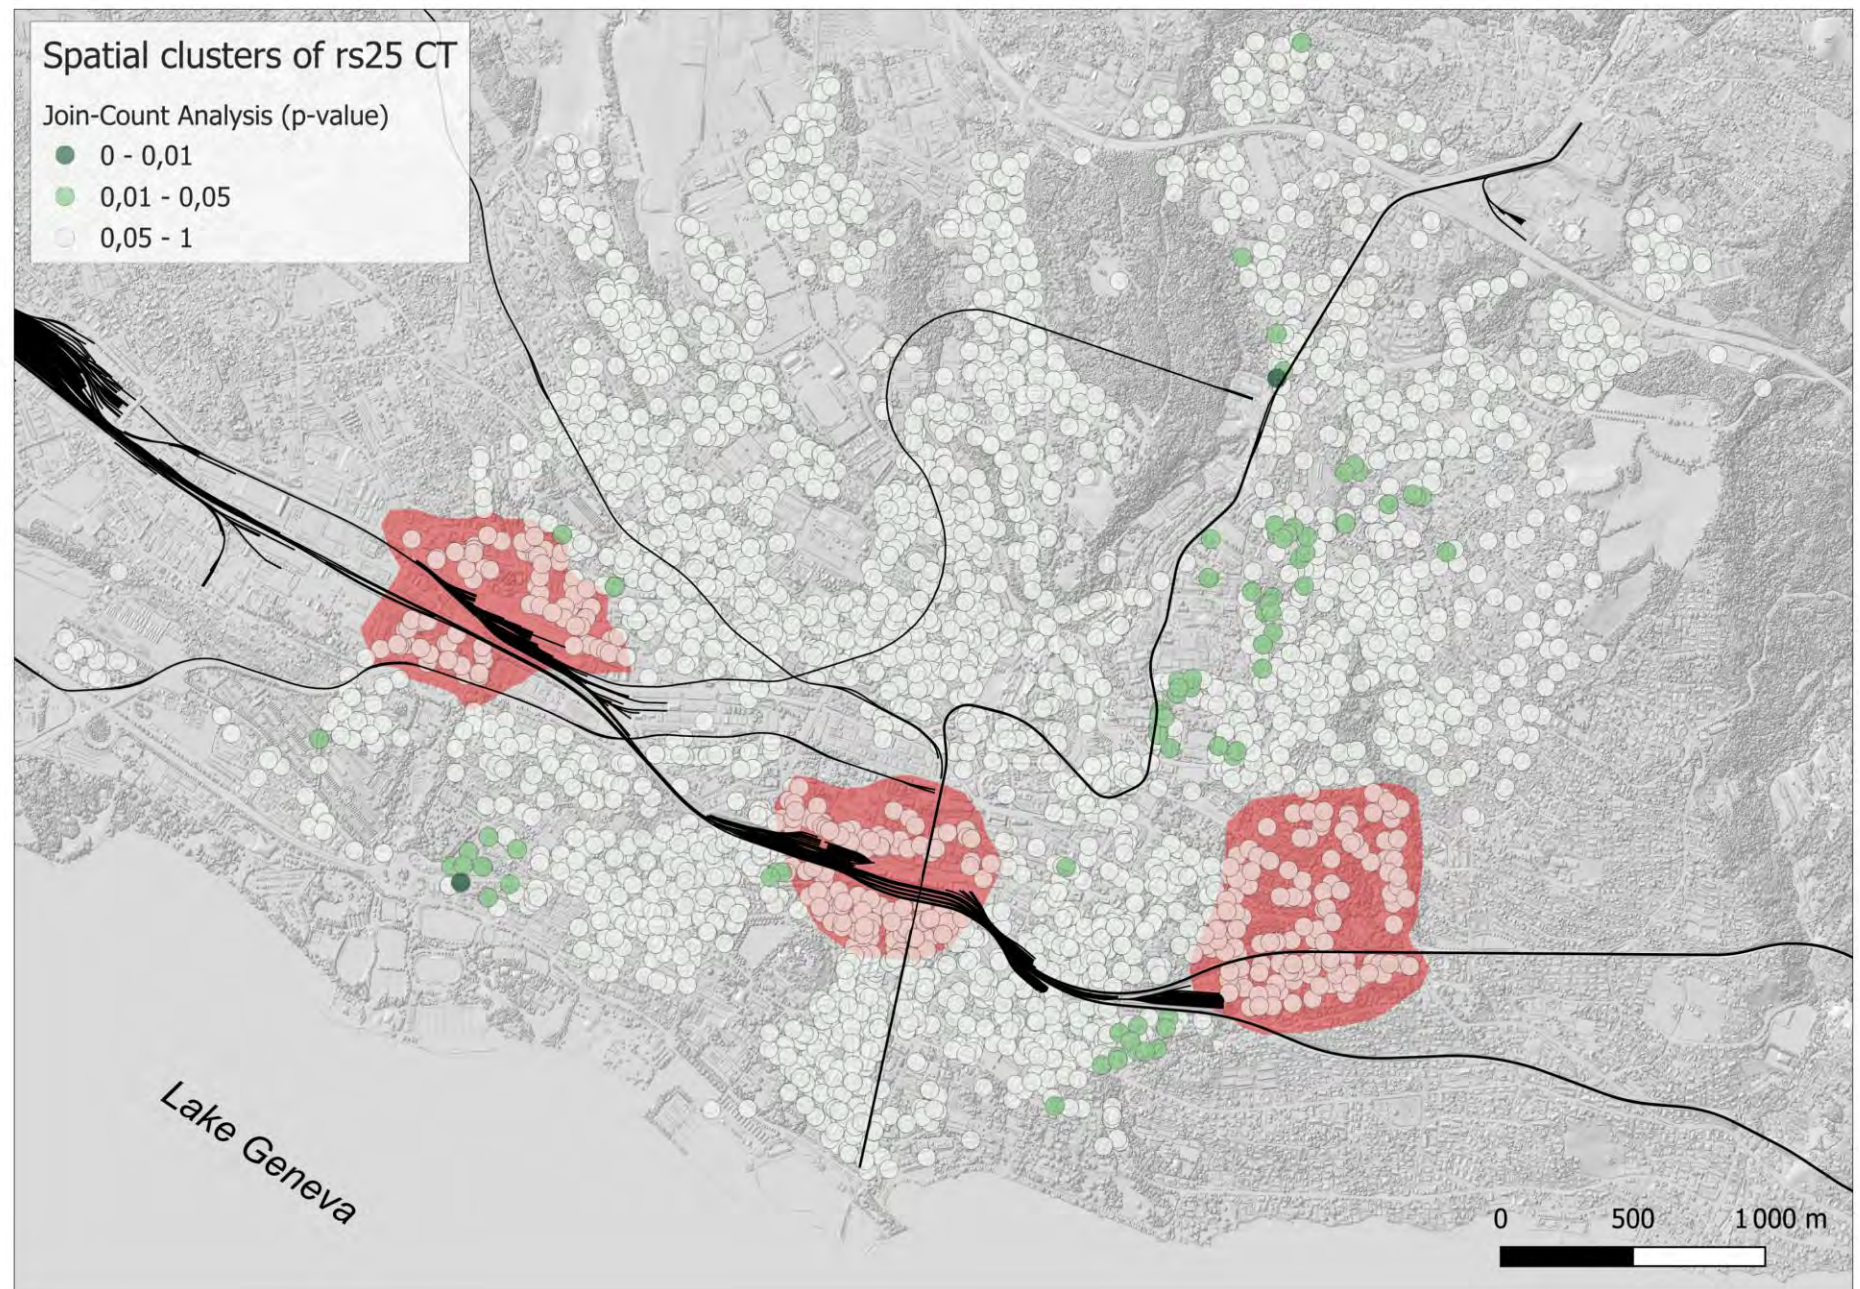 Spatial clusters of rs25 CT
Join-Count Analysis (p-value)
0 - 0,01
0,01 - 0,05
0,05 - 1
Lake Geneva
0 500 1 000 m